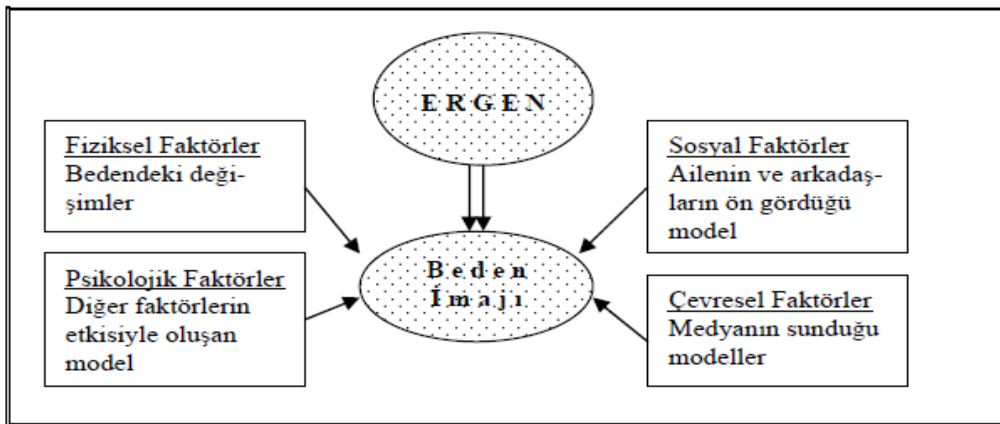 E R G E N
Fiziksel Faktörler
Bedendeki deği-
şimler
Sosyal Faktörler
Ailenin ve arkadaş-
ların ön gördüğü
model
B e d e n
İ m a j ı
Psikolojik Faktörler
Diğer faktörlerin
etkisiyle oluşan
model
Çevresel Faktörler
Medyanın sunduğu
modeller